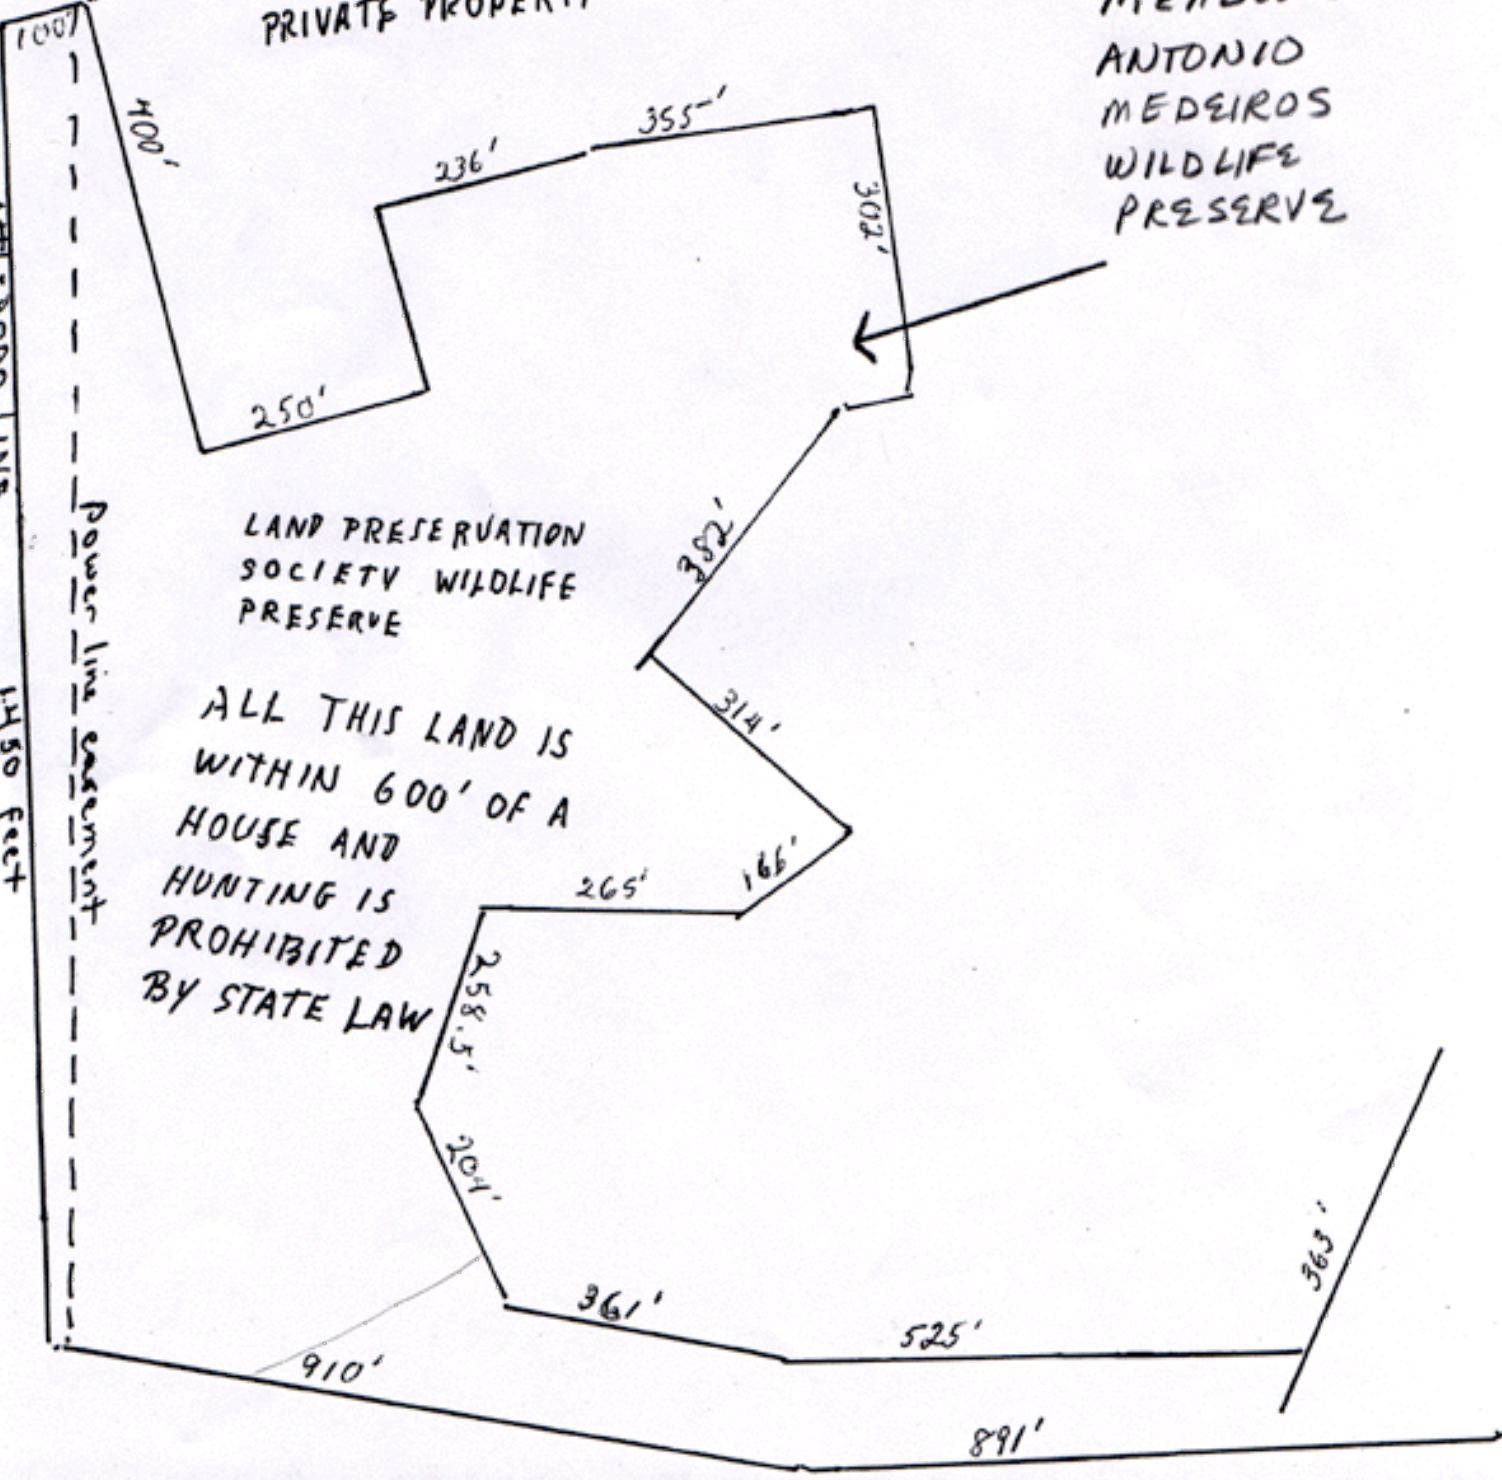 100'
PRIVATE PROPERTY
ANTONIO
MEDEIROS
WILDLIFE
PRESERVE
400'
236'
355'
302'
250'
LAND PRESERVATION
SOCIETY WILDLIFE
PRESERVE
382'
Power line easement
1450 feet
ALL THIS LAND IS
WITHIN 600' OF A
HOUSE AND
HUNTING IS
PROHIBITED
BY STATE LAW
314'
166'
265'
258.5'
204'
361'
525'
363'
910'
891'